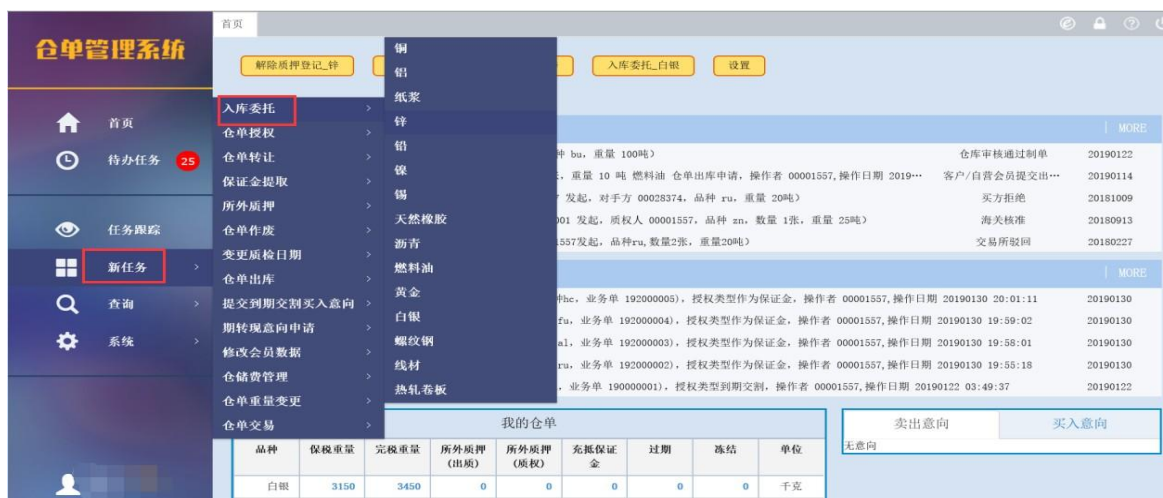 首页
仓单管理系统
解除质押登记_锌
入库委托_白银
设置
首页
待办任务 25
任务跟踪
新任务
查询
系统
入库委托
仓单授权
仓单转让
保证金提取
所外质押
仓单作废
变更质检日期
仓单出库
提交到期交割买入意向
期转现意向申请
修改会员数据
仓储费管理
仓单重量变更
仓单交易
铜
铝
纸浆
锌
铅
镍
锡
天然橡胶
沥青
燃料油
黄金
白银
螺纹钢
线材
热轧卷板
MORE
bu, 重量 100吨) 仓库审核通过制单 20190122
, 重量 10 吨 燃料油 仓单出库申请, 操作者 00001557,操作日期 2019… 客户/自营会员提交出… 20190114
发起, 对手方 00028374, 品种 ru, 重量 20吨) 买方拒绝 20181009
001 发起, 质权人 00001557, 品种 zn, 数量 1张, 重量 25吨) 海关核准 20180913
1557发起, 品种ru,数量2张, 重量20吨) 交易所驳回 20180227
MORE
hc, 业务单 192000005), 授权类型作为保证金, 操作者 00001557,操作日期 20190130 20:01:11 20190130
fu, 业务单 192000004), 授权类型作为保证金, 操作者 00001557,操作日期 20190130 19:59:02 20190130
al, 业务单 192000003), 授权类型作为保证金, 操作者 00001557,操作日期 20190130 19:58:01 20190130
ru, 业务单 192000002), 授权类型作为保证金, 操作者 00001557,操作日期 20190130 19:55:18 20190130
, 业务单 190000001), 授权类型到期交割, 操作者 00001557,操作日期 20190122 03:49:37 20190122
我的仓单
品种 保税重量 完税重量 所外质押(出质) 所外质押(质权) 充抵保证金 过期 冻结 单位
白银 3150 3450 0 0 0 0 0 千克
卖出意向 买入意向
无意向